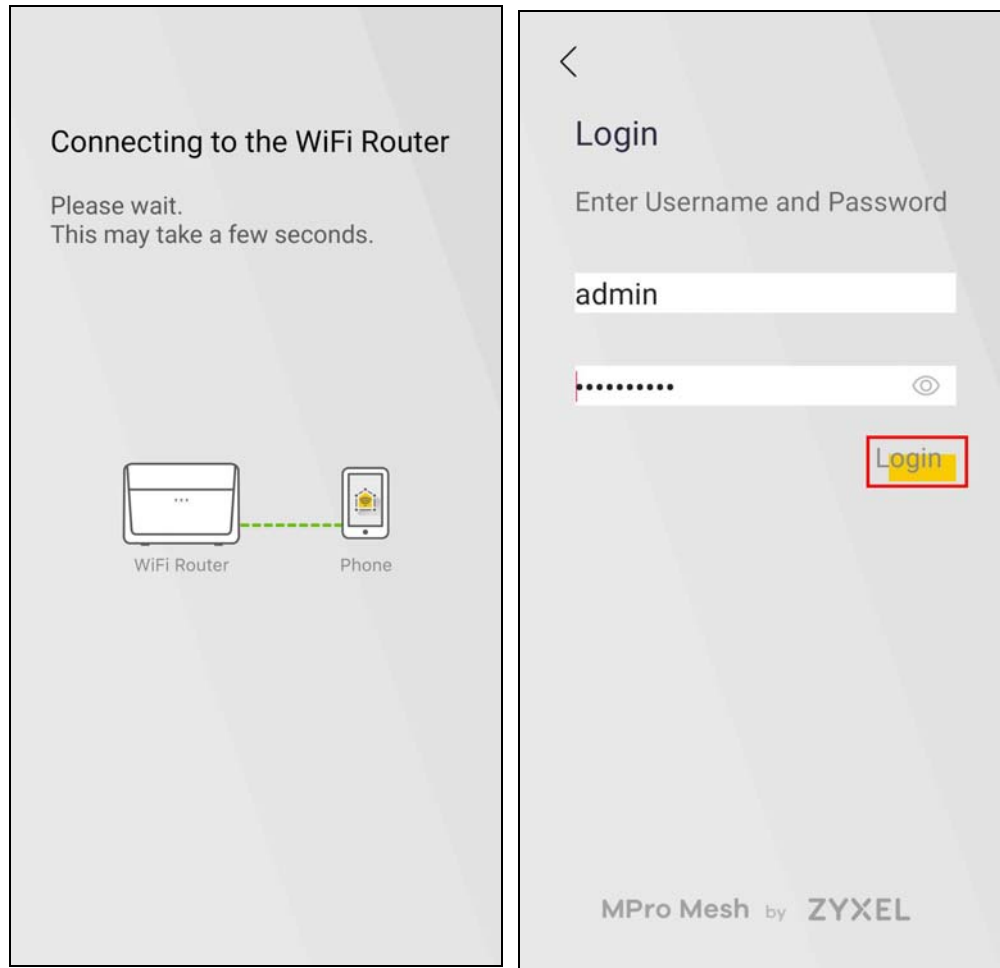 Connecting to the WiFi Router
Please wait.
This may take a few seconds.
WiFi Router
Phone
Login
Enter Username and Password
admin
••••••••••
Login
MPro Mesh by ZYXEL